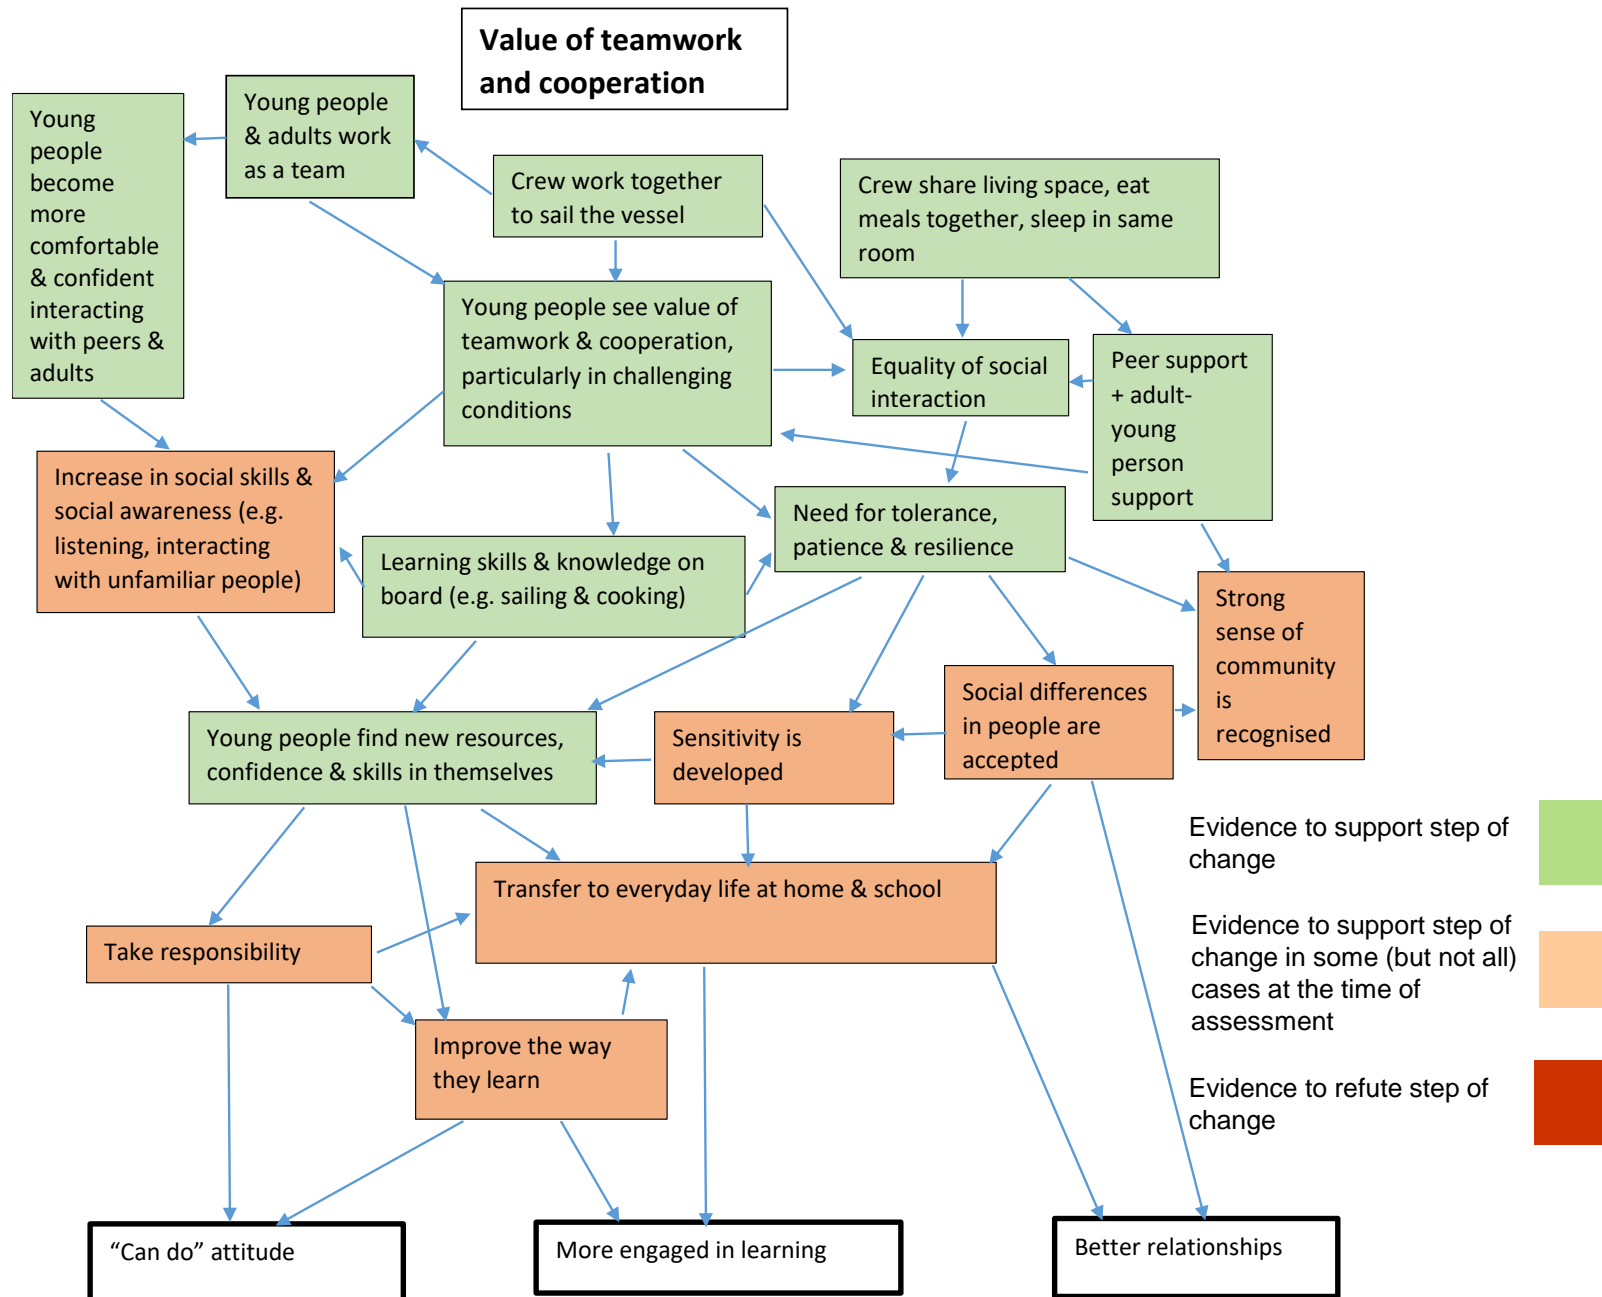 Value of teamwork
and cooperation
Young
people
become
more
comfortable
& confident
interacting
with peers &
adults
Young people
& adults work
as a team
Crew work together
to sail the vessel
Crew share living space, eat
meals together, sleep in same
room
Young people see value of
teamwork & cooperation,
particularly in challenging
conditions
Equality of social
interaction
Peer support
+ adult-
young
person
support
Increase in social skills &
social awareness (e.g.
listening, interacting
with unfamiliar people)
Learning skills & knowledge on
board (e.g. sailing & cooking)
Need for tolerance,
patience & resilience
Strong
sense of
community
is
recognised
Young people find new resources,
confidence & skills in themselves
Sensitivity is
developed
Social differences
in people are
accepted
Transfer to everyday life at home & school
Take responsibility
Improve the way
they learn
Evidence to support step of
change
Evidence to support step of
change in some (but not all)
cases at the time of
assessment
Evidence to refute step of
change
“Can do” attitude
More engaged in learning
Better relationships